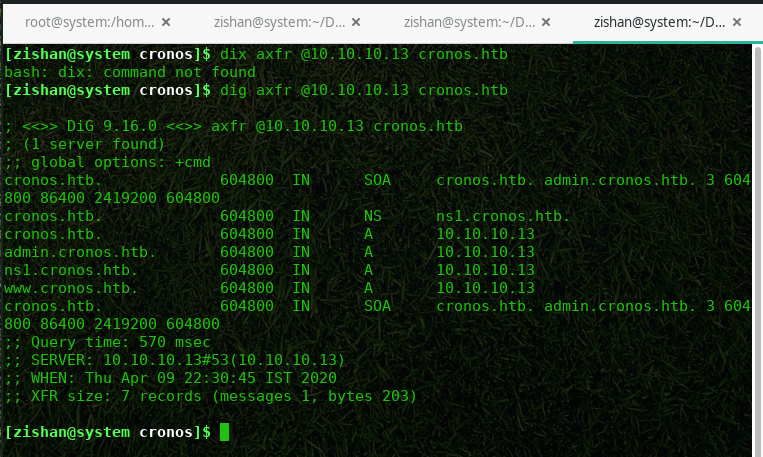 root@system:/hom... × zishan@system:~/D... × zishan@system:~/D... × zishan@system:~/D... ×
[zishan@system cronos]$ dix axfr @10.10.10.13 cronos.htb
bash: dix: command not found
[zishan@system cronos]$ dig axfr @10.10.10.13 cronos.htb
; <<>> DiG 9.16.0 <<>> axfr @10.10.10.13 cronos.htb
; (1 server found)
;; global options: +cmd
cronos.htb. 604800 IN SOA cronos.htb. admin.cronos.htb. 3 604
800 86400 2419200 604800
cronos.htb. 604800 IN NS ns1.cronos.htb.
cronos.htb. 604800 IN A 10.10.10.13
admin.cronos.htb. 604800 IN A 10.10.10.13
ns1.cronos.htb. 604800 IN A 10.10.10.13
www.cronos.htb. 604800 IN A 10.10.10.13
cronos.htb. 604800 IN SOA cronos.htb. admin.cronos.htb. 3 604
800 86400 2419200 604800
;; Query time: 570 msec
;; SERVER: 10.10.10.13#53(10.10.10.13)
;; WHEN: Thu Apr 09 22:30:45 IST 2020
;; XFR size: 7 records (messages 1, bytes 203)
[zishan@system cronos]$